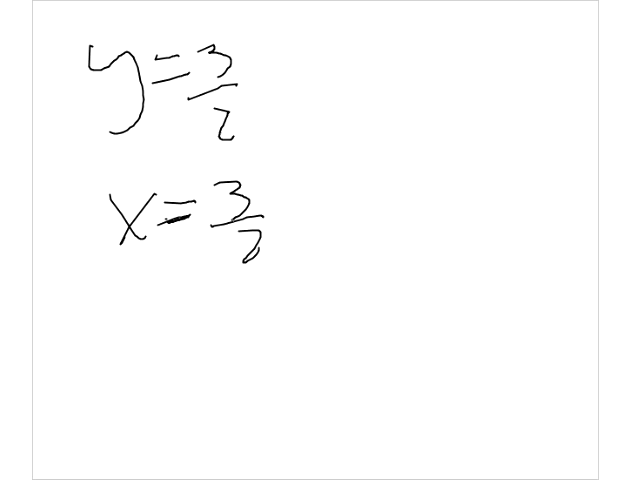 y = 3/2
x = 3/2